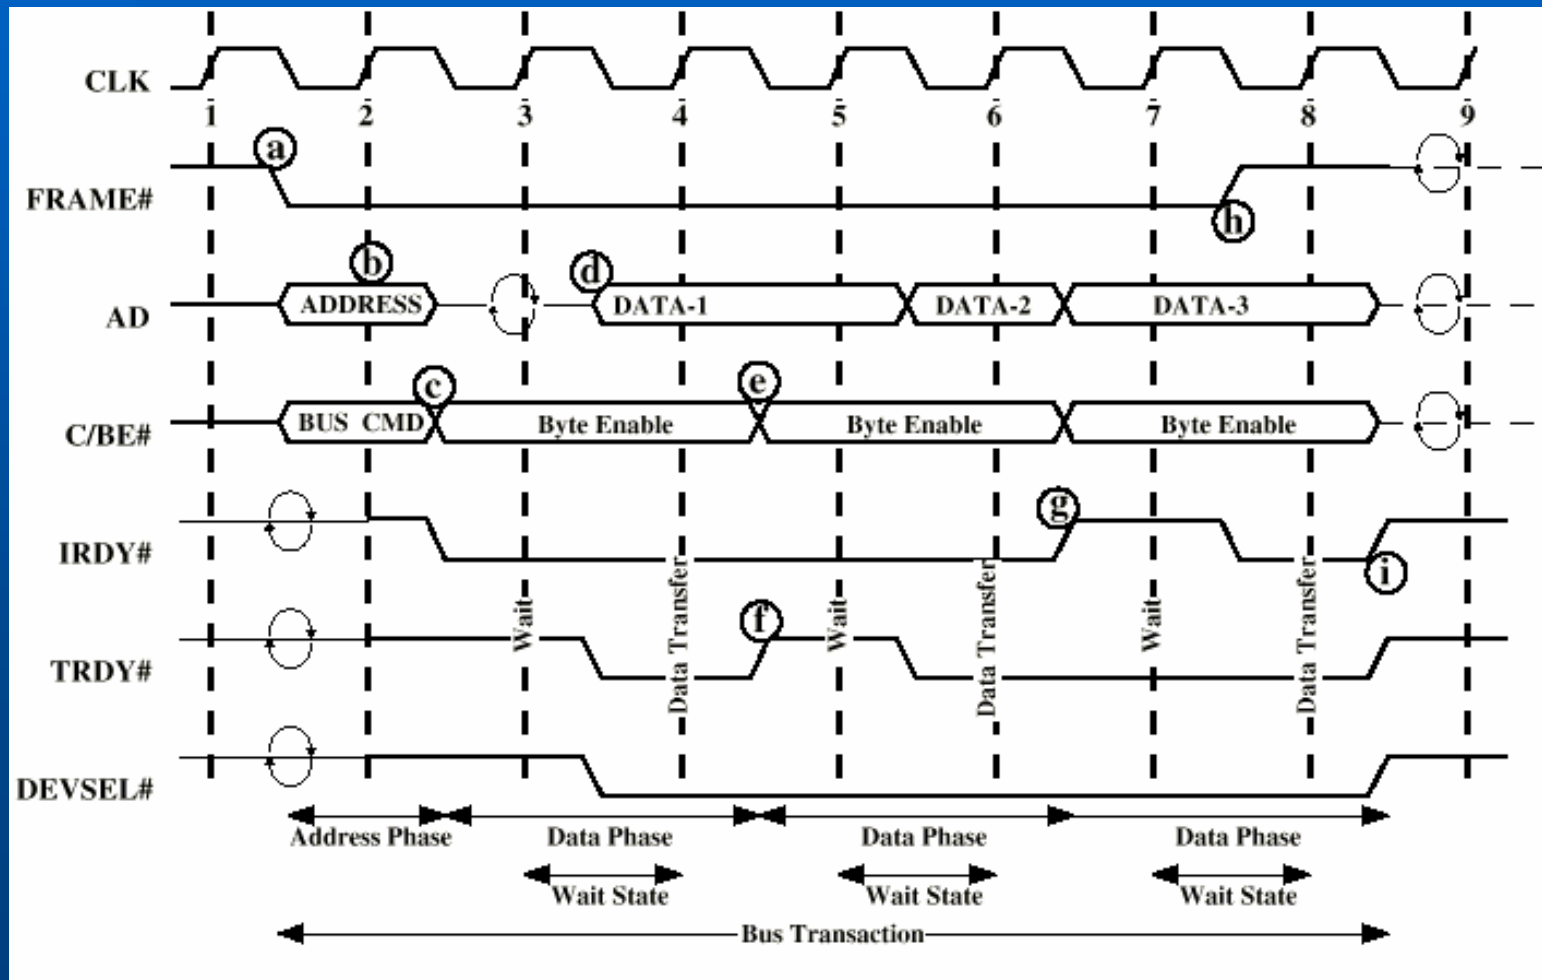 CLK
1 2 3 4 5 6 7 8 9
a
FRAME#
h
b
d
ADDRESS DATA-1 DATA-2 DATA-3
AD
c
e
BUS CMD Byte Enable Byte Enable Byte Enable
C/BE#
g
IRDY#
i
Wait Data Transfer Wait Data Transfer Wait Data Transfer
f
TRDY#
DEVSEL#
Address Phase Data Phase Data Phase Data Phase
Wait State Wait State Wait State
Bus Transaction